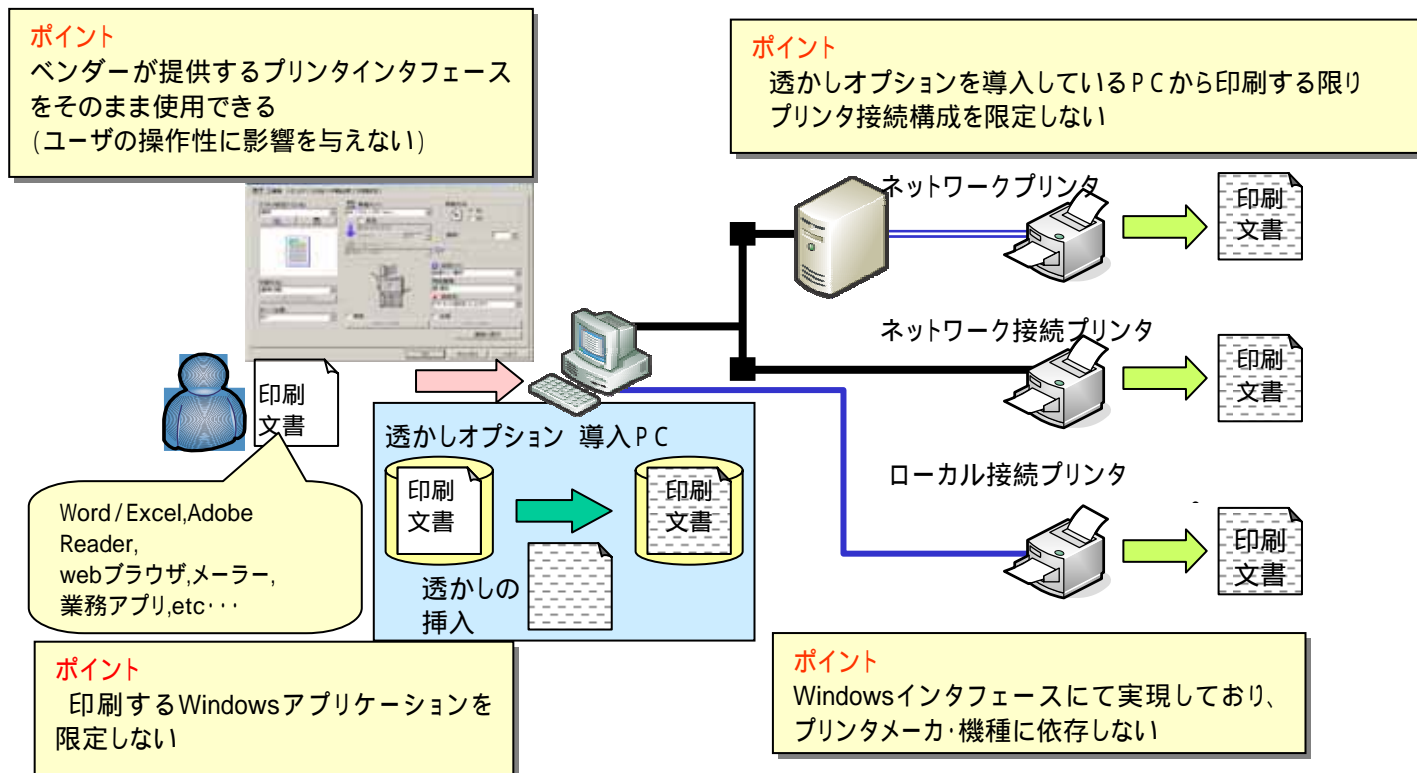 ポイント
ベンダーが提供するプリンタインタフェース
をそのまま使用できる
(ユーザの操作性に影響を与えない)
ポイント
透かしオプションを導入しているPCから印刷する限り
プリンタ接続構成を限定しない
ネットワークプリンタ
印刷
文書
ネットワーク接続プリンタ
印刷
文書
印刷
文書
透かしオプション 導入PC
印刷
文書
印刷
文書
透かしの
挿入
ローカル接続プリンタ
印刷
文書
Word/Excel,Adobe
Reader,
webブラウザ,メーラー,
業務アプリ,etc・・・
ポイント
印刷するWindowsアプリケーションを
限定しない
ポイント
Windowsインタフェースにて実現しており、
プリンタメーカ・機種に依存しない